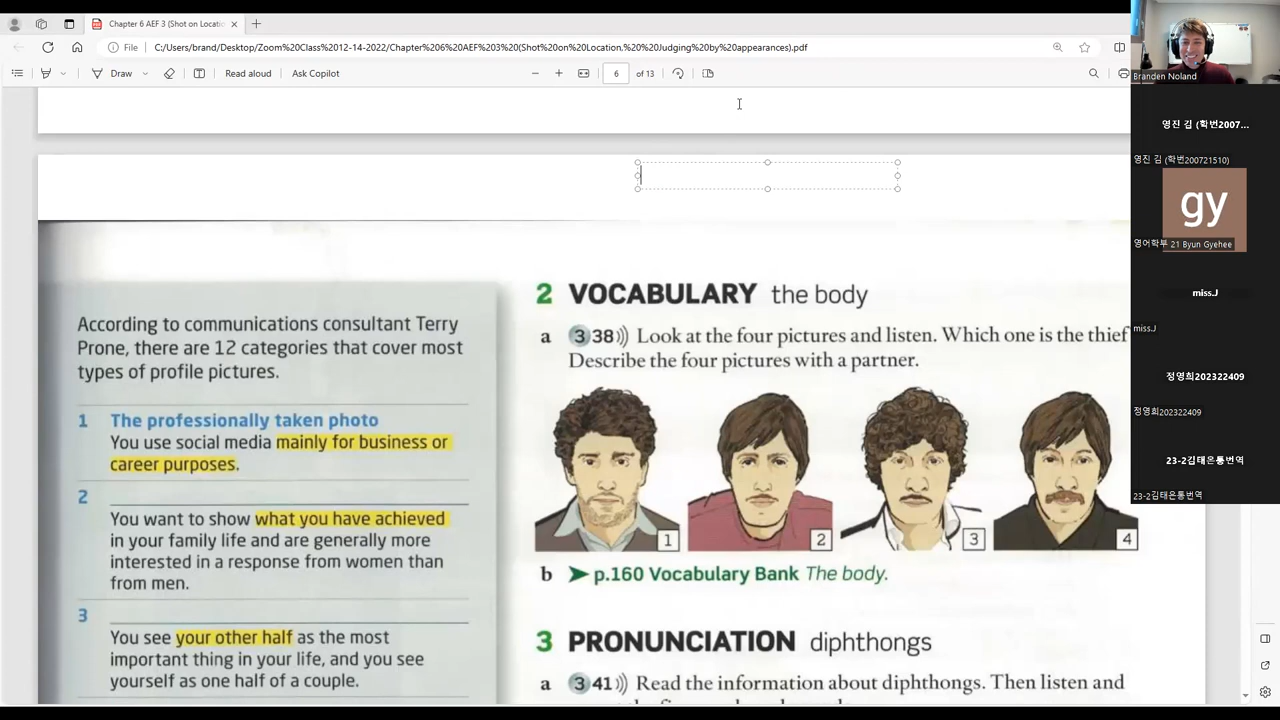 Chapter 6 AEF 3 (Shot on Locatio
File
C:/Users/brand/Desktop/Zoom%20Class%2012-14-2022/Chapter%206%20AEF%203%20(Shot%20on%20Location.%20%20Judging%20by%20appearances).pdf
Draw
Read aloud
Ask Copilot
6 of 13
According to communications consultant Terry
Prone, there are 12 categories that cover most
types of profile pictures.
1 The professionally taken photo
You use social media mainly for business or
career purposes.
2
You want to show what you have achieved
in your family life and are generally more
interested in a response from women than
from men.
3
You see your other half as the most
important thing in your life, and you see
yourself as one half of a couple.
2 VOCABULARY the body
a 3 38)) Look at the four pictures and listen. Which one is the thief
Describe the four pictures with a partner.
1
2
3
4
b ➤ p.160 Vocabulary Bank The body.
3 PRONUNCIATION diphthongs
a 3 41)) Read the information about diphthongs. Then listen and
Branden Noland
영진 김 (학번2007...
영진 김 (학번200721510)
gy
영어학부 21 Byun Gyehee
miss.J
miss.J
정영희202322409
정영희202322409
23-2김태은통번역
23-2김태은통번역